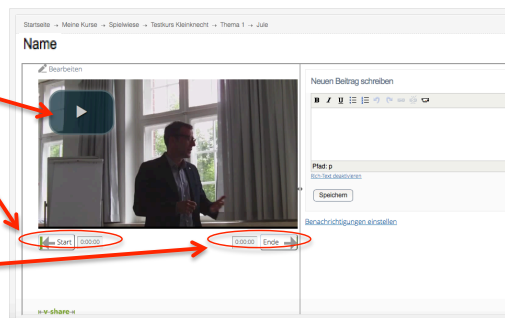 Startseite → Meine Kurse → Spielwiese → Testkurs Kleinknecht → Thema 1 → Jule
Name
Bearbeiten
Neuen Beitrag schreiben
B I U
Pfad: p
Rich-Text deaktivieren
Speichern
Benachrichtigungen einstellen
Start 0:00:00 0:00:00 Ende
v-share